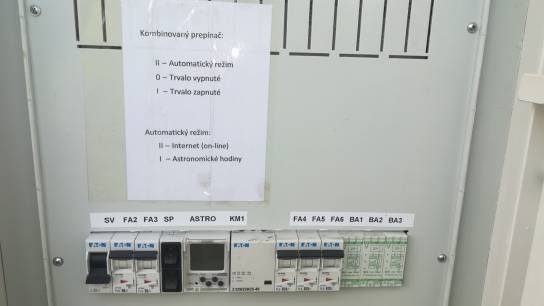 Kombinovaný prepínač:
II – Automatický režim
0 – Trvalo vypnuté
I – Trvalo zapnuté
Automatický režim:
II – Internet (on-line)
I – Astronomické hodiny
SV FA2 FA3 SP ASTRO KM1 FA4 FA5 FA6 BA1 BA2 BA3